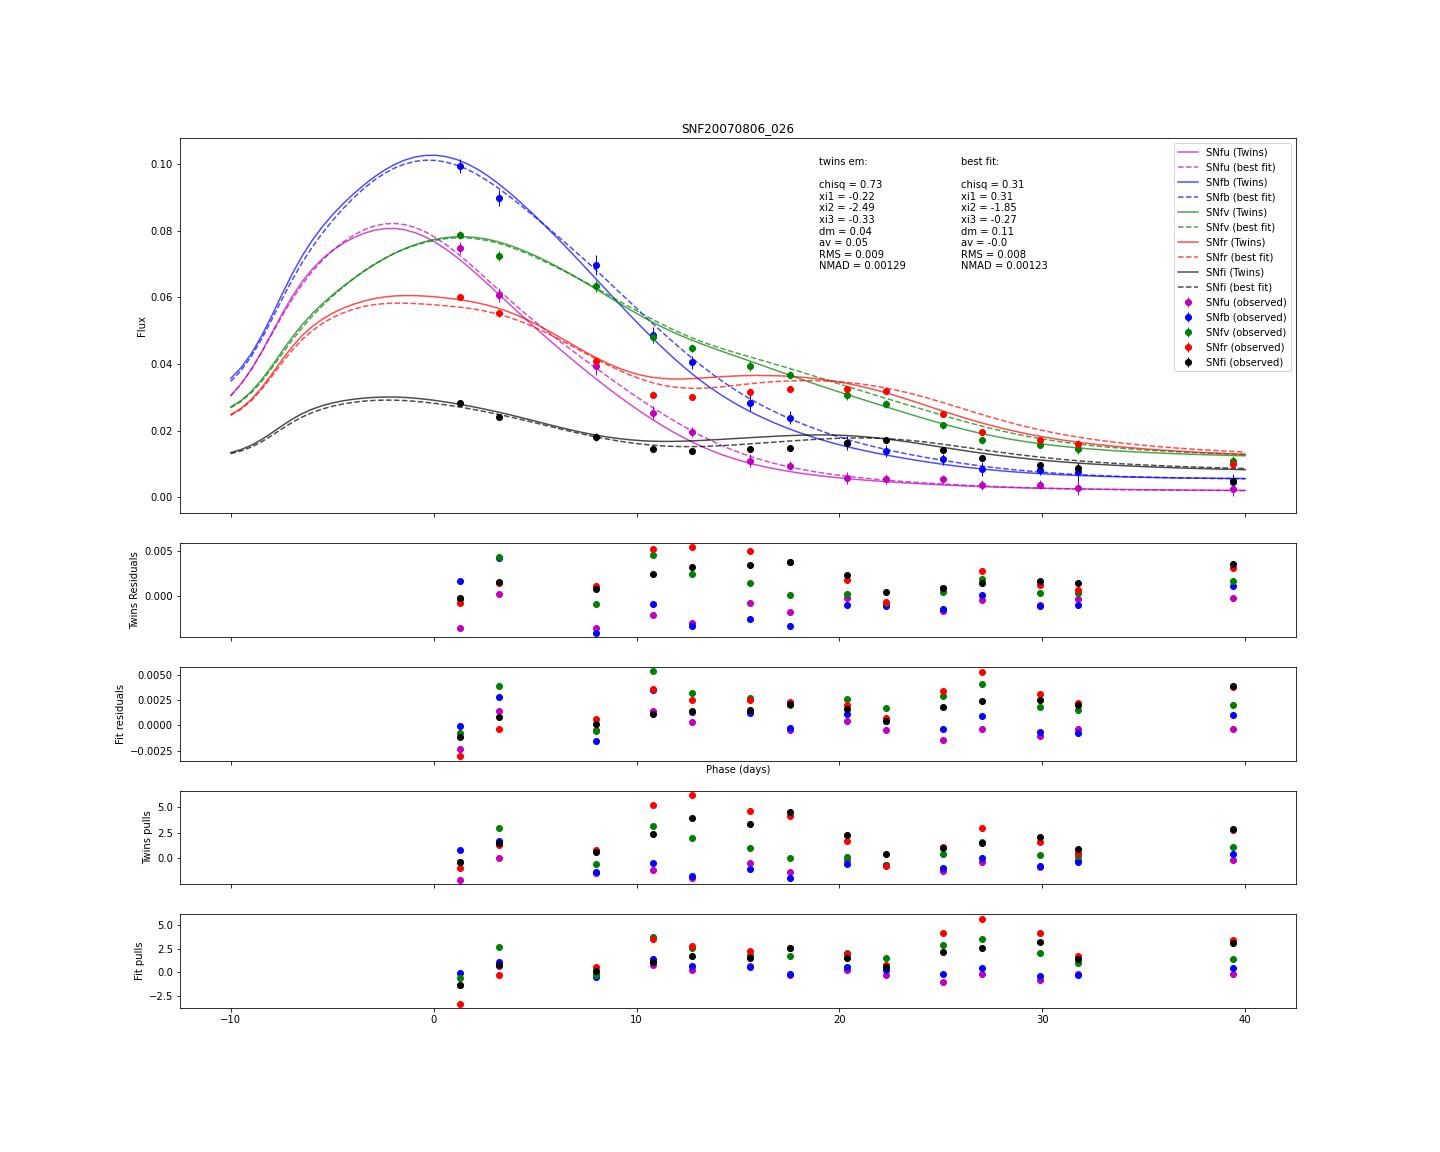 SNF20070806_026
Flux
0.10
0.08
0.06
0.04
0.02
0.00
twins em:
chisq = 0.73
xi1 = -0.22
xi2 = -2.49
xi3 = -0.33
dm = 0.04
av = 0.05
RMS = 0.009
NMAD = 0.00129
best fit:
chisq = 0.31
xi1 = 0.31
xi2 = -1.85
xi3 = -0.27
dm = 0.11
av = -0.0
RMS = 0.008
NMAD = 0.00123
SNfu (Twins)
SNfu (best fit)
SNfb (Twins)
SNfb (best fit)
SNfv (Twins)
SNfv (best fit)
SNfr (Twins)
SNfr (best fit)
SNfi (Twins)
SNfi (best fit)
SNfu (observed)
SNfb (observed)
SNfv (observed)
SNfr (observed)
SNfi (observed)
Twins Residuals
0.005
0.000
Fit residuals
0.0050
0.0025
0.0000
−0.0025
Phase (days)
Twins pulls
5.0
2.5
0.0
Fit pulls
5.0
2.5
0.0
−2.5
−10
0
10
20
30
40